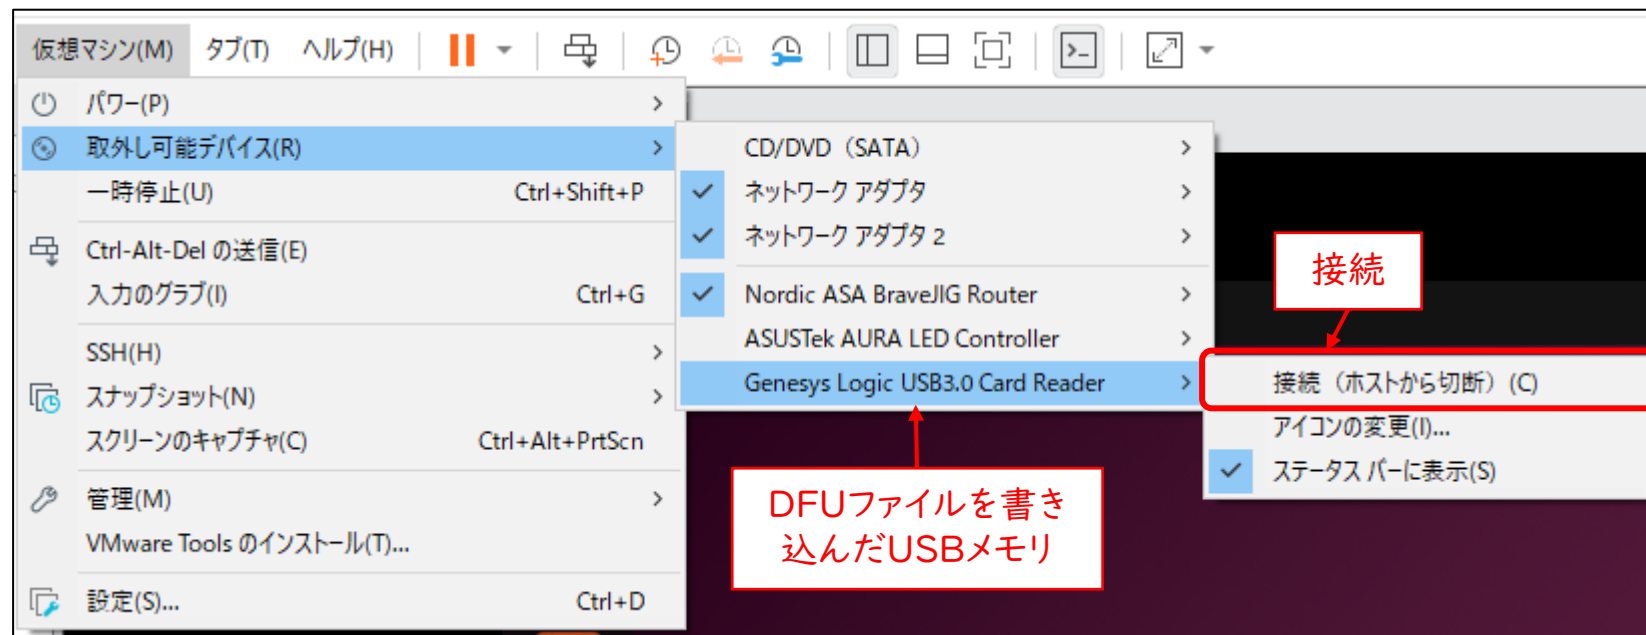 仮想マシン(M) タブ(T) ヘルプ(H)
パワー(P)
取外し可能デバイス(R)
一時停止(U) Ctrl+Shift+P
Ctrl-Alt-Del の送信(E)
入力のグラブ(I) Ctrl+G
SSH(H)
スナップショット(N)
スクリーンのキャプチャ(C) Ctrl+Alt+PrtScn
管理(M)
VMware Tools のインストール(T)...
設定(S)... Ctrl+D
CD/DVD（SATA）
ネットワーク アダプタ
ネットワーク アダプタ 2
Nordic ASA BraveJIG Router
ASUSTek AURA LED Controller
Genesys Logic USB3.0 Card Reader
接続
接続（ホストから切断）(C)
アイコンの変更(I)...
ステータス バーに表示(S)
DFUファイルを書き
込んだUSBメモリ